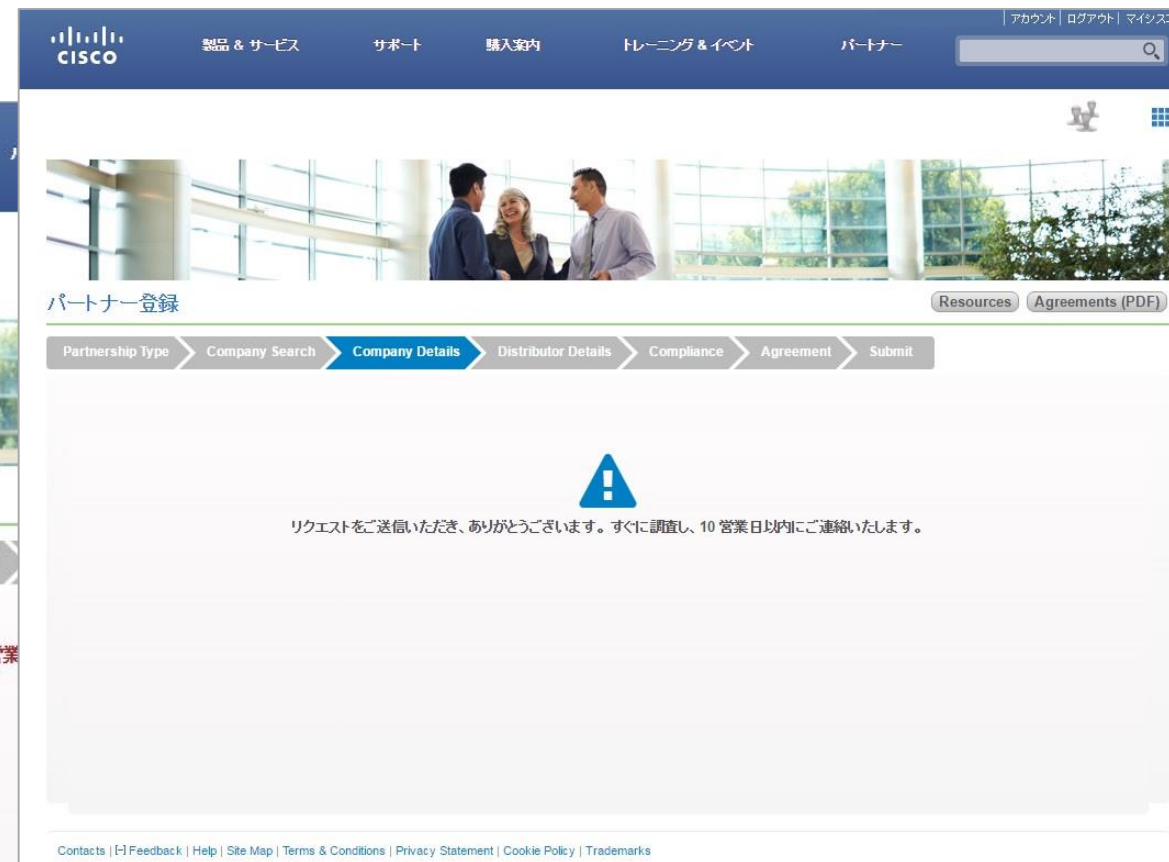 アカウント | ログアウト | マイシスコ
CISCO
製品 & サービス サポート 購入案内 トレーニング & イベント パートナー
パートナー登録
Resources Agreements (PDF)
Partnership Type Company Search Company Details Distributor Details Compliance Agreement Submit
リクエストをご送信いただき、ありがとうございます。すぐに調査し、10 営業日以内にご連絡いたします。
業
Contacts | [-] Feedback | Help | Site Map | Terms & Conditions | Privacy Statement | Cookie Policy | Trademarks